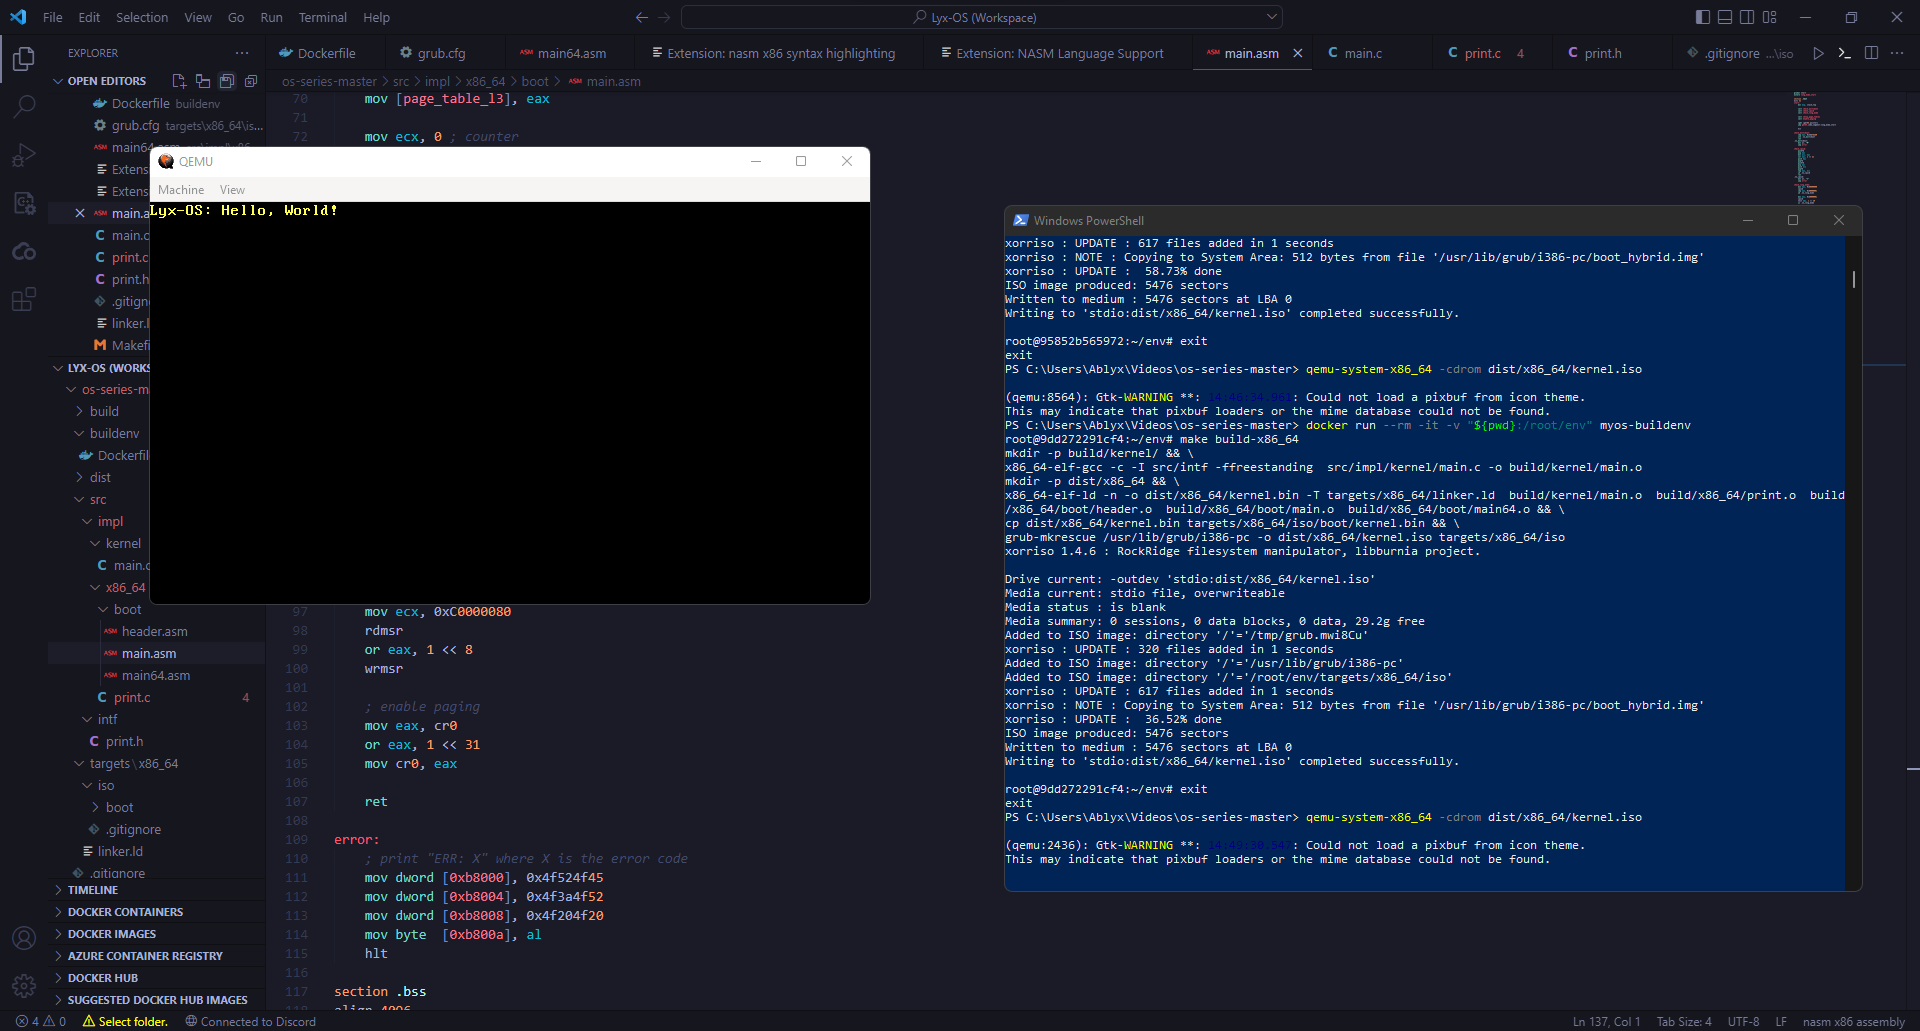 File Edit Selection View Go Run Terminal Help
Lyx-OS (Workspace)
EXPLORER
OPEN EDITORS
Dockerfile buildenv
grub.cfg targets\x86_64\is...
Exten
Exten
main.a
main.c
print.c
print.h
.gitign
linker.l
Makefi
LYX-OS (WORKS
os-series-m
build
buildenv
Dockerfil
dist
src
impl
kernel
main.c
x86_64
boot
header.asm
main.asm
main64.asm
print.c 4
intf
print.h
targets\x86_64
iso
boot
.gitignore
linker.ld
.gitignore
TIMELINE
DOCKER CONTAINERS
DOCKER IMAGES
AZURE CONTAINER REGISTRY
DOCKER HUB
SUGGESTED DOCKER HUB IMAGES
Dockerfile grub.cfg main64.asm Extension: nasm x86 syntax highlighting Extension: NASM Language Support main.asm main.c print.c 4 print.h .gitignore ...\iso
os-series-master > src > impl > x86_64 > boot > main.asm
70 mov [page_table_l3], eax
71
72 mov ecx, 0 ; counter
QEMU
Machine View
Lyx-OS: Hello, World!
97 mov ecx, 0xC0000080
98 rdmsr
99 or eax, 1 << 8
100 wrmsr
101
102 ; enable paging
103 mov eax, cr0
104 or eax, 1 << 31
105 mov cr0, eax
106
107 ret
108
109 error:
110 ; print "ERR: X" where X is the error code
111 mov dword [0xb8000], 0x4f524f45
112 mov dword [0xb8004], 0x4f3a4f52
113 mov dword [0xb8008], 0x4f204f20
114 mov byte [0xb800a], al
115 hlt
116
117 section .bss
align 4096
Windows PowerShell
xorriso : UPDATE : 617 files added in 1 seconds
xorriso : NOTE : Copying to System Area: 512 bytes from file '/usr/lib/grub/i386-pc/boot_hybrid.img'
xorriso : UPDATE : 58.73% done
ISO image produced: 5476 sectors
Written to medium : 5476 sectors at LBA 0
Writing to 'stdio:dist/x86_64/kernel.iso' completed successfully.
root@95852b565972:~/env# exit
exit
PS C:\Users\Ablyx\Videos\os-series-master> qemu-system-x86_64 -cdrom dist/x86_64/kernel.iso
(qemu:8564): Gtk-WARNING **: 14:46:34.961: Could not load a pixbuf from icon theme.
This may indicate that pixbuf loaders or the mime database could not be found.
PS C:\Users\Ablyx\Videos\os-series-master> docker run --rm -it -v "${pwd}:/root/env" myos-buildenv
root@9dd272291cf4:~/env# make build-x86_64
mkdir -p build/kernel/ && \
x86_64-elf-gcc -c -I src/intf -ffreestanding src/impl/kernel/main.c -o build/kernel/main.o
mkdir -p dist/x86_64 && \
x86_64-elf-ld -n -o dist/x86_64/kernel.bin -T targets/x86_64/linker.ld build/kernel/main.o build/x86_64/print.o build
/x86_64/boot/header.o build/x86_64/boot/main.o build/x86_64/boot/main64.o && \
cp dist/x86_64/kernel.bin targets/x86_64/iso/boot/kernel.bin && \
grub-mkrescue /usr/lib/grub/i386-pc -o dist/x86_64/kernel.iso targets/x86_64/iso
xorriso 1.4.6 : RockRidge filesystem manipulator, libburnia project.
Drive current: -outdev 'stdio:dist/x86_64/kernel.iso'
Media current: stdio file, overwriteable
Media status : is blank
Media summary: 0 sessions, 0 data blocks, 0 data, 29.2g free
Added to ISO image: directory '/'='/tmp/grub.mwi8Cu'
xorriso : UPDATE : 320 files added in 1 seconds
Added to ISO image: directory '/'='/usr/lib/grub/i386-pc'
Added to ISO image: directory '/'='/root/env/targets/x86_64/iso'
xorriso : UPDATE : 617 files added in 1 seconds
xorriso : NOTE : Copying to System Area: 512 bytes from file '/usr/lib/grub/i386-pc/boot_hybrid.img'
xorriso : UPDATE : 36.52% done
ISO image produced: 5476 sectors
Written to medium : 5476 sectors at LBA 0
Writing to 'stdio:dist/x86_64/kernel.iso' completed successfully.
root@9dd272291cf4:~/env# exit
exit
PS C:\Users\Ablyx\Videos\os-series-master> qemu-system-x86_64 -cdrom dist/x86_64/kernel.iso
(qemu:2436): Gtk-WARNING **: 14:49:30.547: Could not load a pixbuf from icon theme.
This may indicate that pixbuf loaders or the mime database could not be found.
4 0 Select folder. Connected to Discord
Ln 137, Col 1 Tab Size: 4 UTF-8 LF nasm x86 assembly